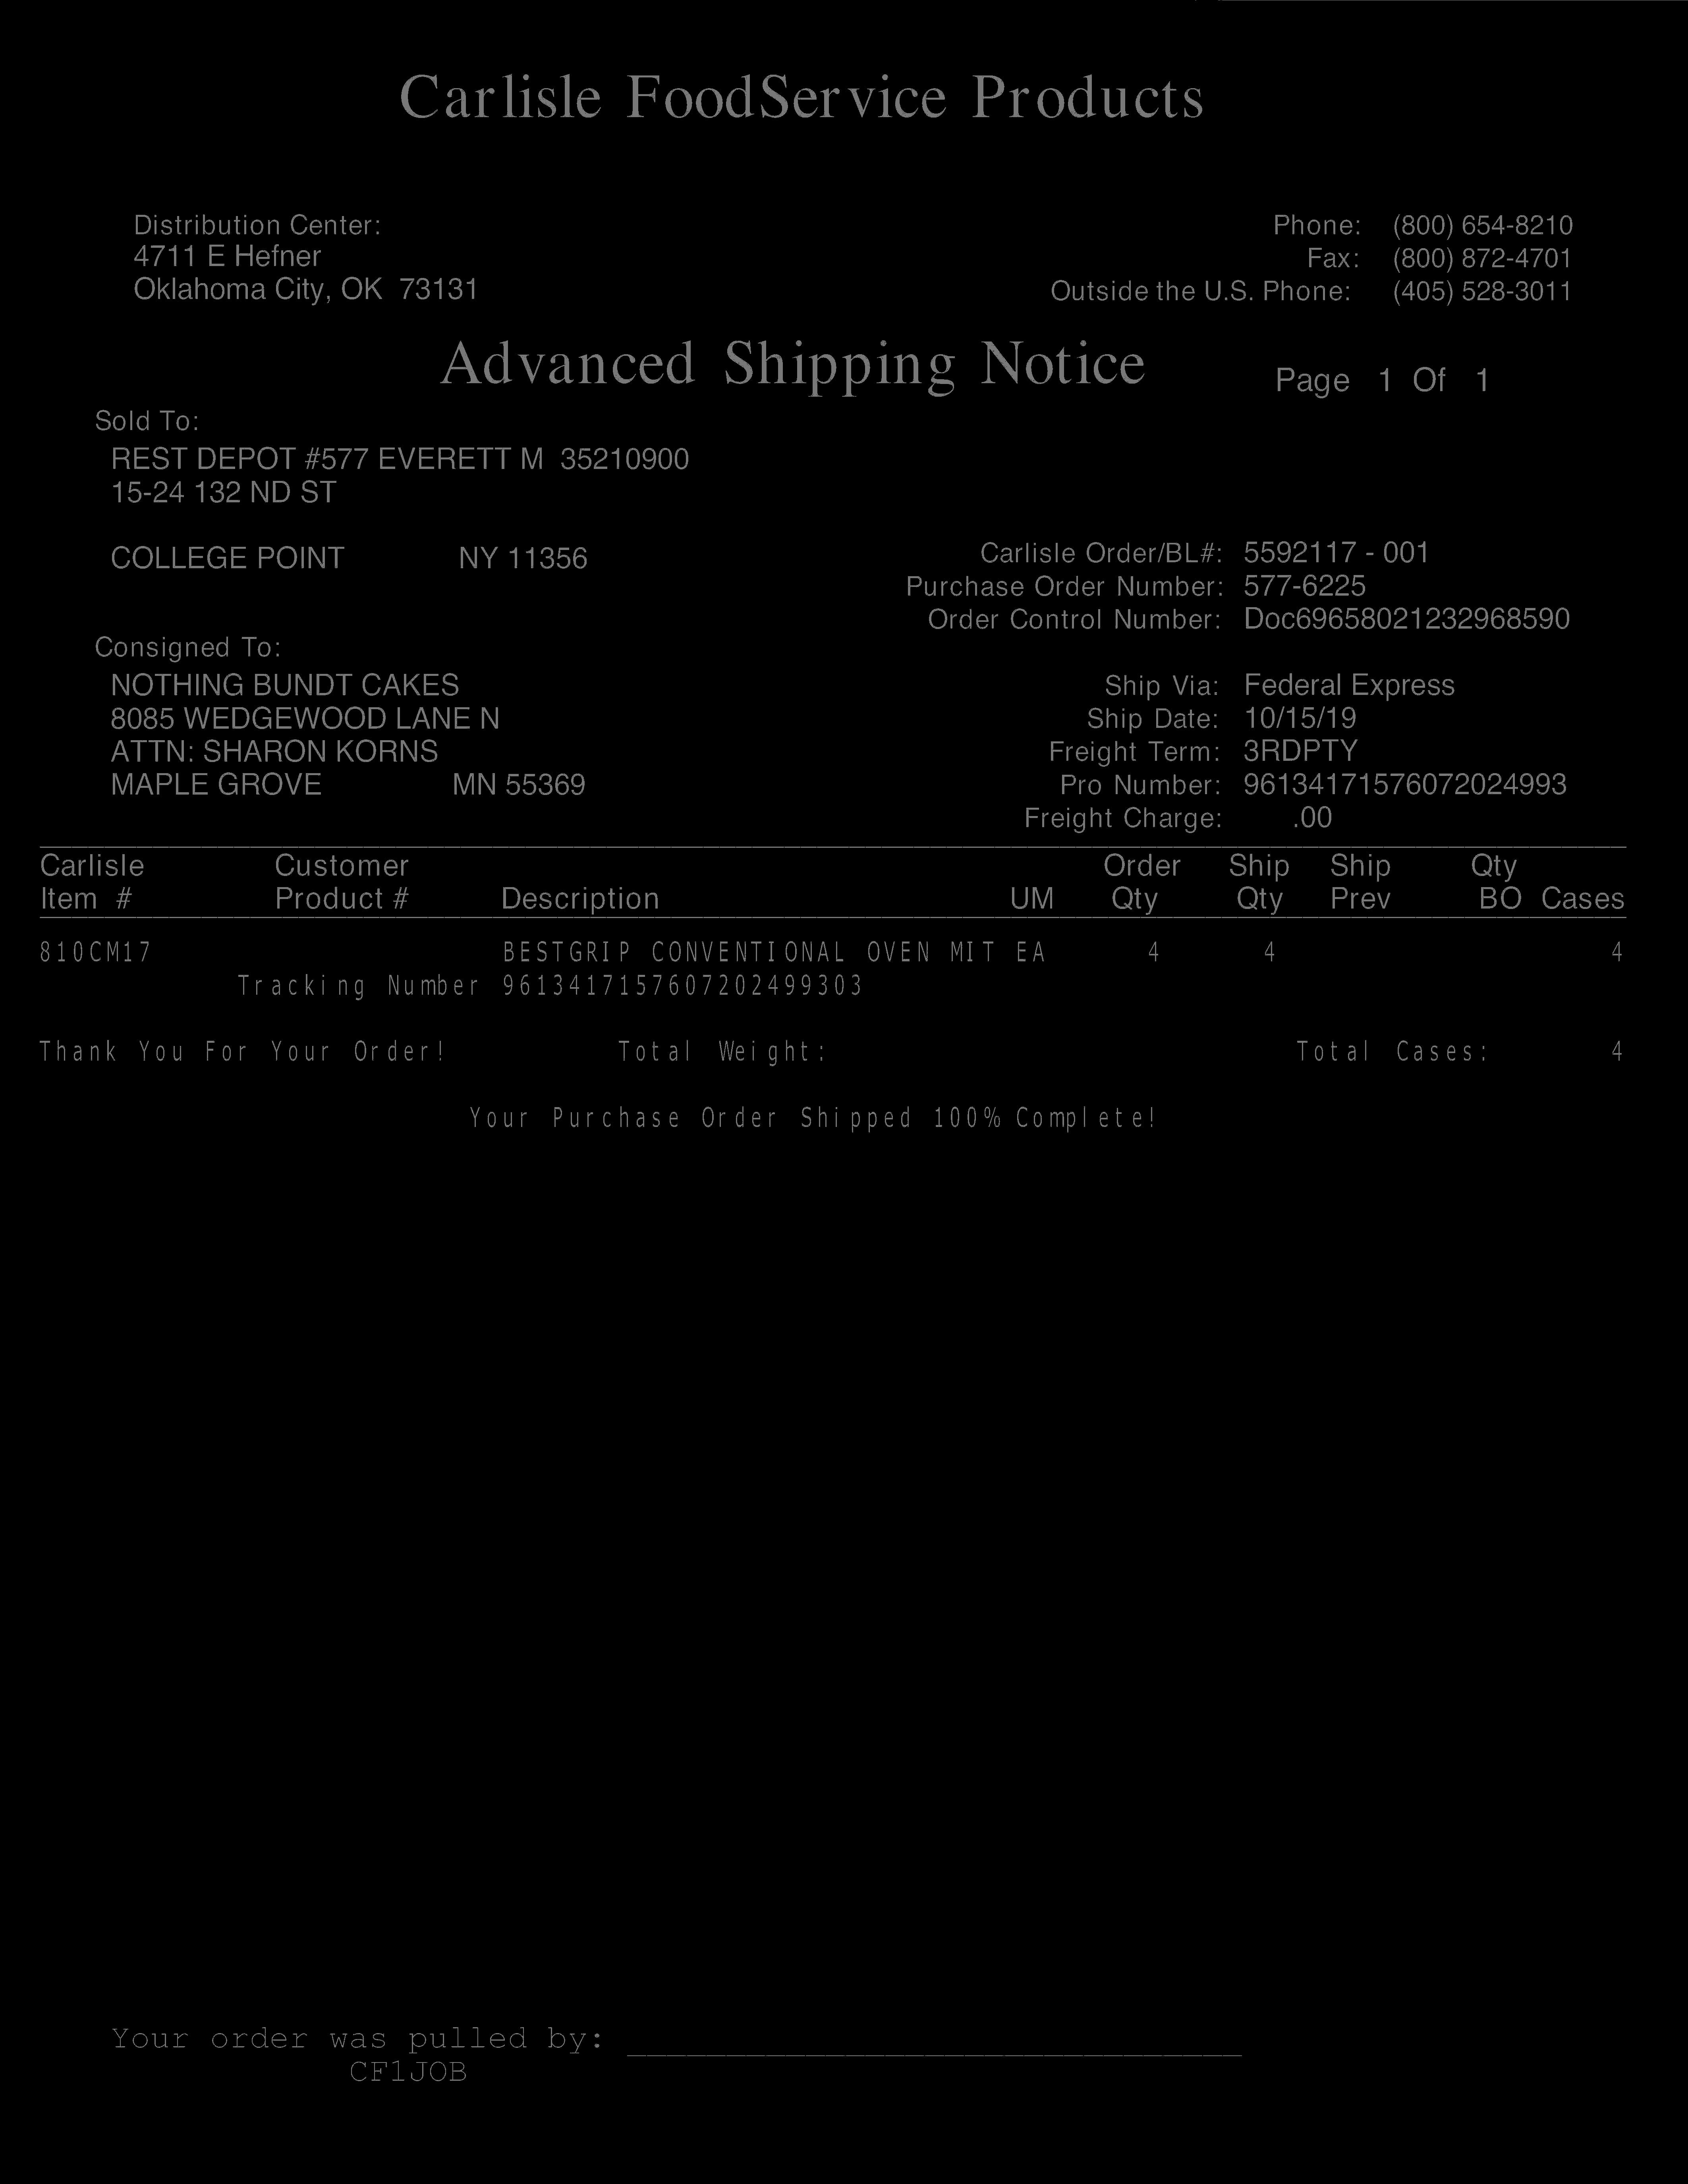 Carlisle FoodService Products
Distribution Center:
4711 E Hefner
Oklahoma City, OK 73131
Phone: (800) 654-8210
Fax: (800) 872-4701
Outside the U.S. Phone: (405) 528-3011
Advanced Shipping Notice
Page 1 Of 1
Sold To:
REST DEPOT #577 EVERETT M 35210900
15-24 132 ND ST
COLLEGE POINT NY 11356
Carlisle Order/BL#: 5592117 - 001
Purchase Order Number: 577-6225
Order Control Number: Doc69658021232968590
Consigned To:
NOTHING BUNDT CAKES
8085 WEDGEWOOD LANE N
ATTN: SHARON KORNS
MAPLE GROVE MN 55369
Ship Via: Federal Express
Ship Date: 10/15/19
Freight Term: 3RDPTY
Pro Number: 96134171576072024993
Freight Charge: .00
Carlisle Customer Order Ship Ship Qty
Item # Product # Description UM Qty Qty Prev BO Cases
810CM17 BESTGRIP CONVENTIONAL OVEN MIT EA 4 4 4
Tracking Number 9613417157607202499303
Thank You For Your Order! Total Weight: Total Cases: 4
Your Purchase Order Shipped 100% Complete!
Your order was pulled by:
CF1JOB